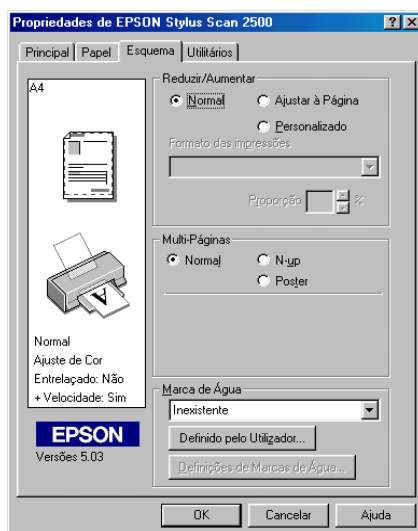 Propriedades de EPSON Stylus Scan 2500
Principal Papel Esquema Utilitários
A4
A
Normal
Ajuste de Cor
Entrelaçado: Não
+ Velocidade: Sim
EPSON
Versões 5.03
Reduzir/Aumentar
Normal Ajustar à Página
Personalizado
Formato das impressões
Proporção %
Multi-Páginas
Normal N-up
Poster
Marca de Água
Inexistente
Definido pelo Utilizador...
Definições de Marcas de Água...
OK Cancelar Ajuda